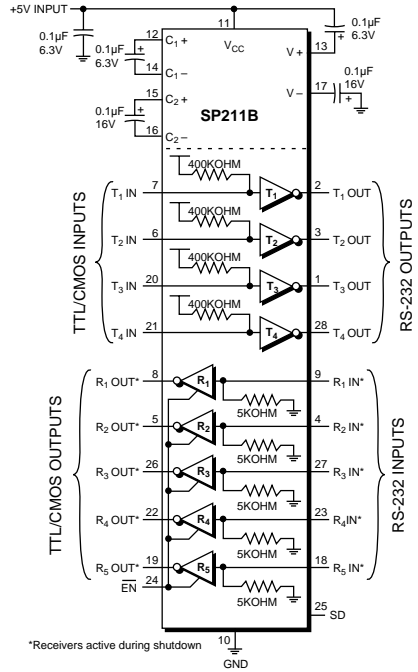 +5V INPUT
0.1µF
6.3V
11
VCC
0.1µF
6.3V
12
C1 +
0.1µF
6.3V
14
C1 –
V +
13
15
C2 +
0.1µF
16V
16
C2 –
V –
17
0.1µF
16V
SP211B
400KOHM
T1 IN
7
T1
2
T1 OUT
400KOHM
T2 IN
6
T2
3
T2 OUT
400KOHM
T3 IN
20
T3
1
T3 OUT
400KOHM
T4 IN
21
T4
28
T4 OUT
TTL/CMOS INPUTS
RS-232 OUTPUTS
R1 OUT*
8
R1
9
R1 IN*
5KOHM
R2 OUT*
5
R2
4
R2 IN*
5KOHM
R3 OUT*
26
R3
27
R3 IN*
5KOHM
R4 OUT*
22
R4
23
R4IN*
5KOHM
R5 OUT*
19
R5
18
R5 IN*
5KOHM
TTL/CMOS OUTPUTS
RS-232 INPUTS
EN
24
25
SD
*Receivers active during shutdown
10
GND